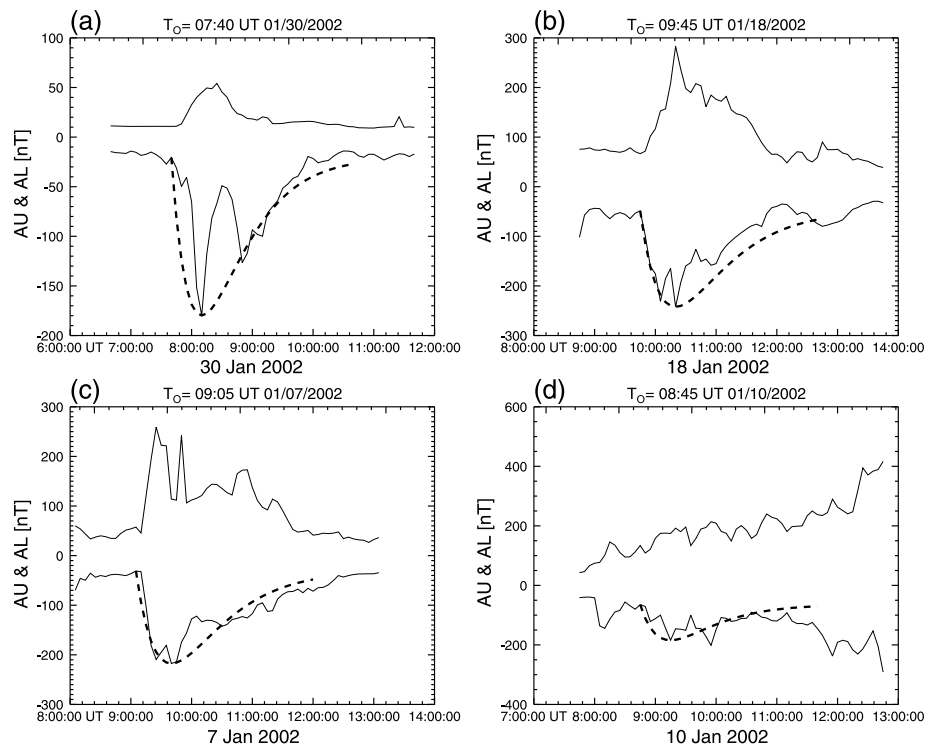 (a)
T_O= 07:40 UT 01/30/2002
AU & AL [nT]
100
50
0
-50
-100
-150
-200
6:00:00 UT 7:00:00 8:00:00 9:00:00 10:00:00 11:00:00 12:00:00
30 Jan 2002
(b)
T_O= 09:45 UT 01/18/2002
AU & AL [nT]
300
200
100
0
-100
-200
-300
8:00:00 UT 9:00:00 10:00:00 11:00:00 12:00:00 13:00:00 14:00:00
18 Jan 2002
(c)
T_O= 09:05 UT 01/07/2002
AU & AL [nT]
300
200
100
0
-100
-200
-300
8:00:00 UT 9:00:00 10:00:00 11:00:00 12:00:00 13:00:00 14:00:00
7 Jan 2002
(d)
T_O= 08:45 UT 01/10/2002
AU & AL [nT]
600
400
200
0
-200
-400
7:00:00 UT 8:00:00 9:00:00 10:00:00 11:00:00 12:00:00 13:00:00
10 Jan 2002